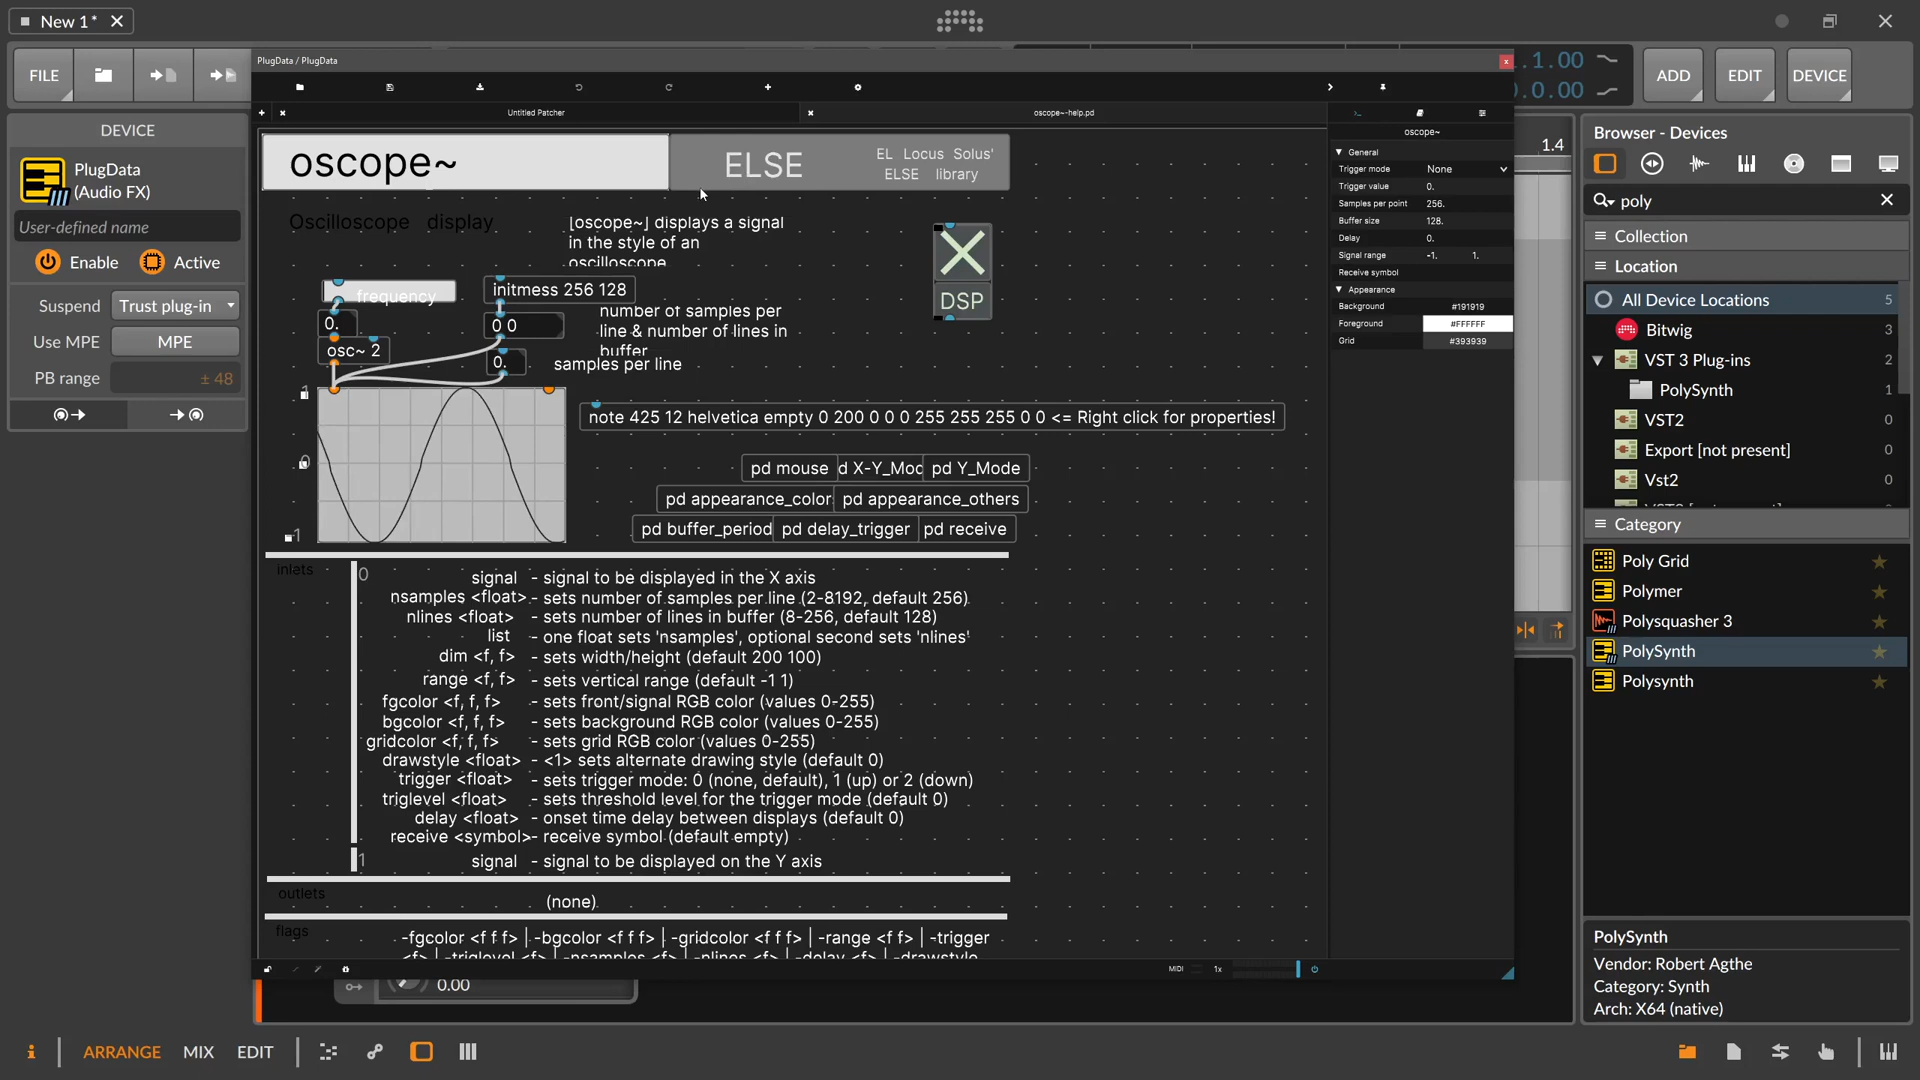 New 1*
FILE
ADD
EDIT
DEVICE
.1.00
0.0.00
PlugData / PlugData
Untitled Patcher
oscope~-help.pd
DEVICE
PlugData
(Audio FX)
User-defined name
Enable
Active
Suspend
Trust plug-in
Use MPE
MPE
PB range
± 48
oscope~
ELSE
EL Locus Solus'
ELSE library
Oscilloscope display
[oscope~] displays a signal
in the style of an
oscilloscope
frequency
initmess 256 128
0.
0 0
number of samples per
line & number of lines in
buffer
osc~ 2
0.
samples per line
DSP
1
0
-1
note 425 12 helvetica empty 0 200 0 0 0 255 255 255 0 0 <= Right click for properties!
pd mouse
d X-Y_Mod
pd Y_Mode
pd appearance_color
pd appearance_others
pd buffer_period
pd delay_trigger
pd receive
inlets
0
signal - signal to be displayed in the X axis
nsamples <float> - sets number of samples per line (2-8192, default 256)
nlines <float> - sets number of lines in buffer (8-256, default 128)
list - one float sets 'nsamples', optional second sets 'nlines'
dim <f, f> - sets width/height (default 200 100)
range <f, f> - sets vertical range (default -1 1)
fgcolor <f, f, f> - sets front/signal RGB color (values 0-255)
bgcolor <f, f, f> - sets background RGB color (values 0-255)
gridcolor <f, f, f> - sets grid RGB color (values 0-255)
drawstyle <float> - <1> sets alternate drawing style (default 0)
trigger <float> - sets trigger mode: 0 (none, default), 1 (up) or 2 (down)
triglevel <float> - sets threshold level for the trigger mode (default 0)
delay <float> - onset time delay between displays (default 0)
receive <symbol> - receive symbol (default empty)
1
signal - signal to be displayed on the Y axis
outlets
(none)
flags
-fgcolor <f f f> | -bgcolor <f f f> | -gridcolor <f f f> | -range <f f> | -trigger
<f> | -triglevel <f> | -nsamples <f> | -nlines <f> | -delay <f> | -drawstyle
MIDI
1x
0.00
oscope~
General
Trigger mode None
Trigger value 0.
Samples per point 256.
Buffer size 128.
Delay 0.
Signal range -1. 1.
Receive symbol
Appearance
Background #191919
Foreground #FFFFFF
Grid #393939
1.4
Browser - Devices
poly
Collection
Location
All Device Locations 5
Bitwig 3
VST 3 Plug-ins 2
PolySynth 1
VST2 0
Export [not present] 0
Vst2 0
Category
Poly Grid
Polymer
Polysquasher 3
PolySynth
Polysynth
PolySynth
Vendor: Robert Agthe
Category: Synth
Arch: X64 (native)
i
ARRANGE
MIX
EDIT